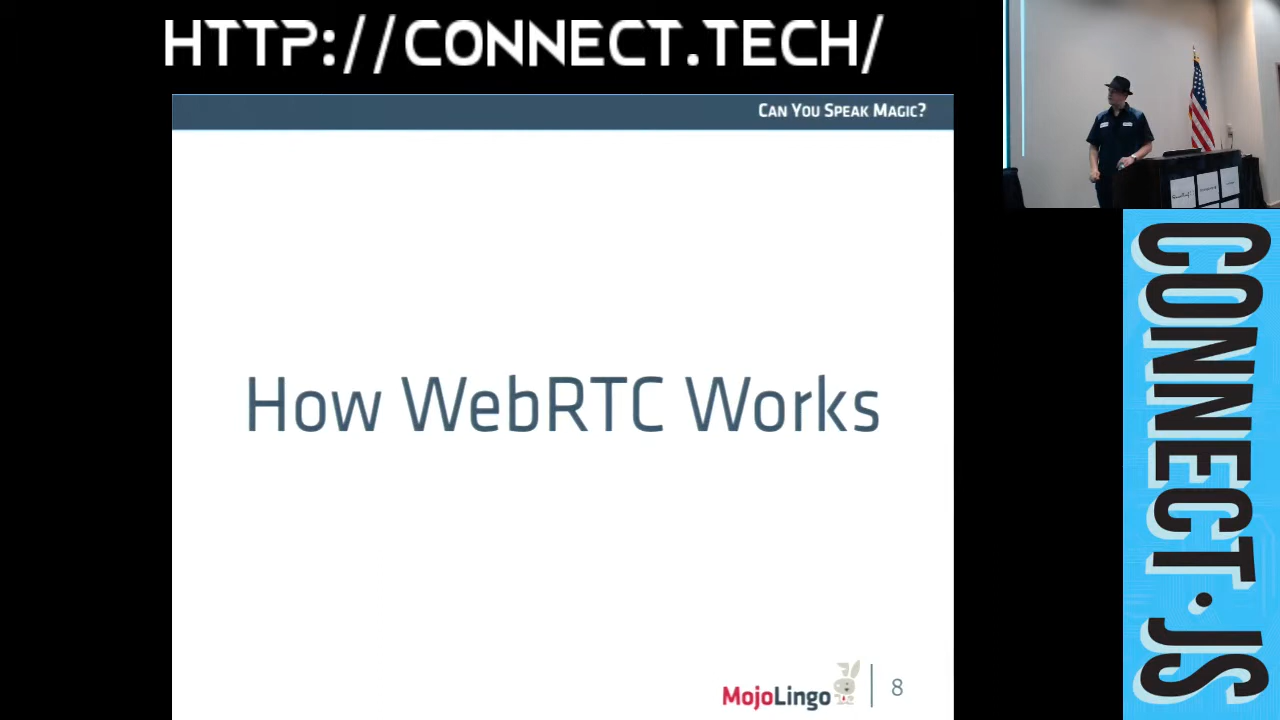 HTTP://CONNECT.TECH/
CAN YOU SPEAK MAGIC?
How WebRTC Works
MojoLingo
8
CONNECT·JS